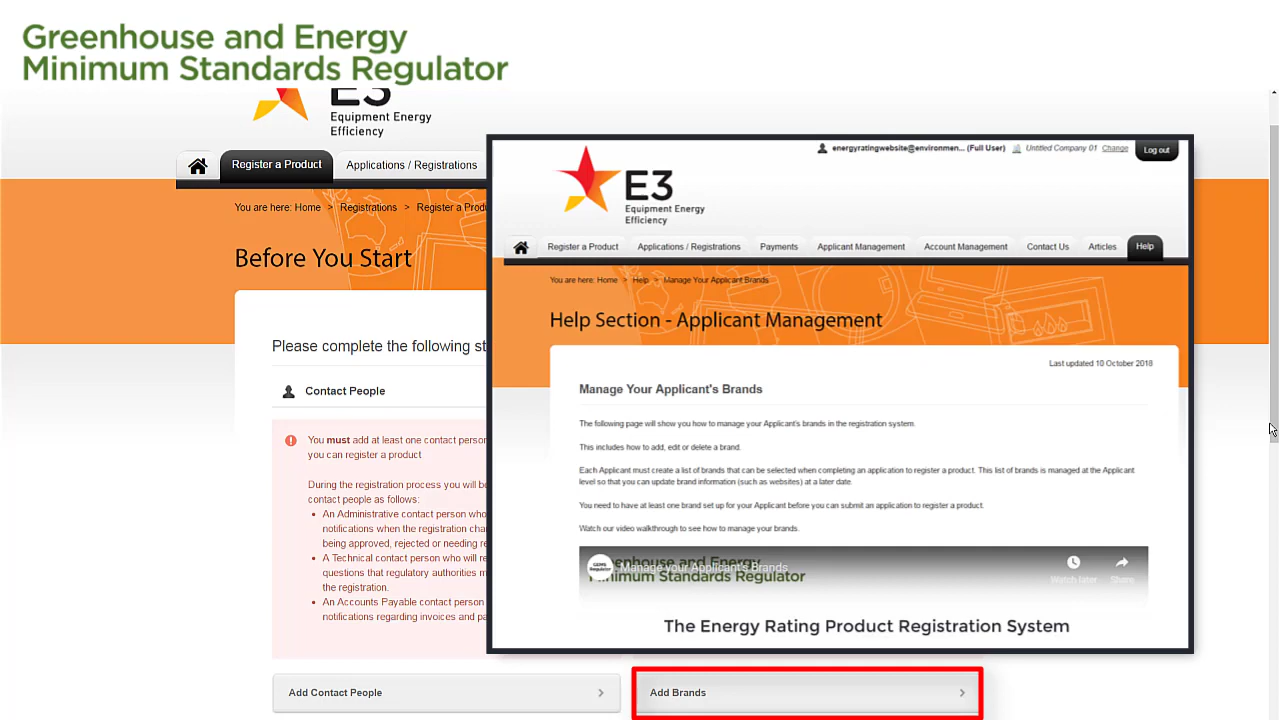 Greenhouse and Energy
Minimum Standards Regulator
E3
Equipment Energy
Efficiency
Register a Product
Applications / Registrations
You are here: Home > Registrations > Register a Produ
Before You Start
Please complete the following st
Contact People
You must add at least one contact person
you can register a product
During the registration process you will be
contact people as follows:
An Administrative contact person who
notifications when the registration cha
being approved, rejected or needing re
A Technical contact person who will re
questions that regulatory authorities m
the registration.
An Accounts Payable contact person
notifications regarding invoices and pa
Add Contact People
Add Brands
energyratingwebsite@environmen... (Full User) Untitled Company 01 Change Log out
E3
Equipment Energy
Efficiency
Register a Product Applications / Registrations Payments Applicant Management Account Management Contact Us Articles Help
You are here: Home > Help > Manage Your Applicant Brands
Help Section - Applicant Management
Last updated 10 October 2018
Manage Your Applicant's Brands
The following page will show you how to manage your Applicant's brands in the registration system.
This includes how to add, edit or delete a brand.
Each Applicant must create a list of brands that can be selected when completing an application to register a product. This list of brands is managed at the Applicant
level so that you can update brand information (such as websites) at a later date.
You need to have at least one brand set up for your Applicant before you can submit an application to register a product.
Watch our video walkthrough to see how to manage your brands.
GEMS
Regulator
Greenhouse and Energy
Manage your Applicant's Brands
Minimum Standards Regulator
Watch later
Share
The Energy Rating Product Registration System